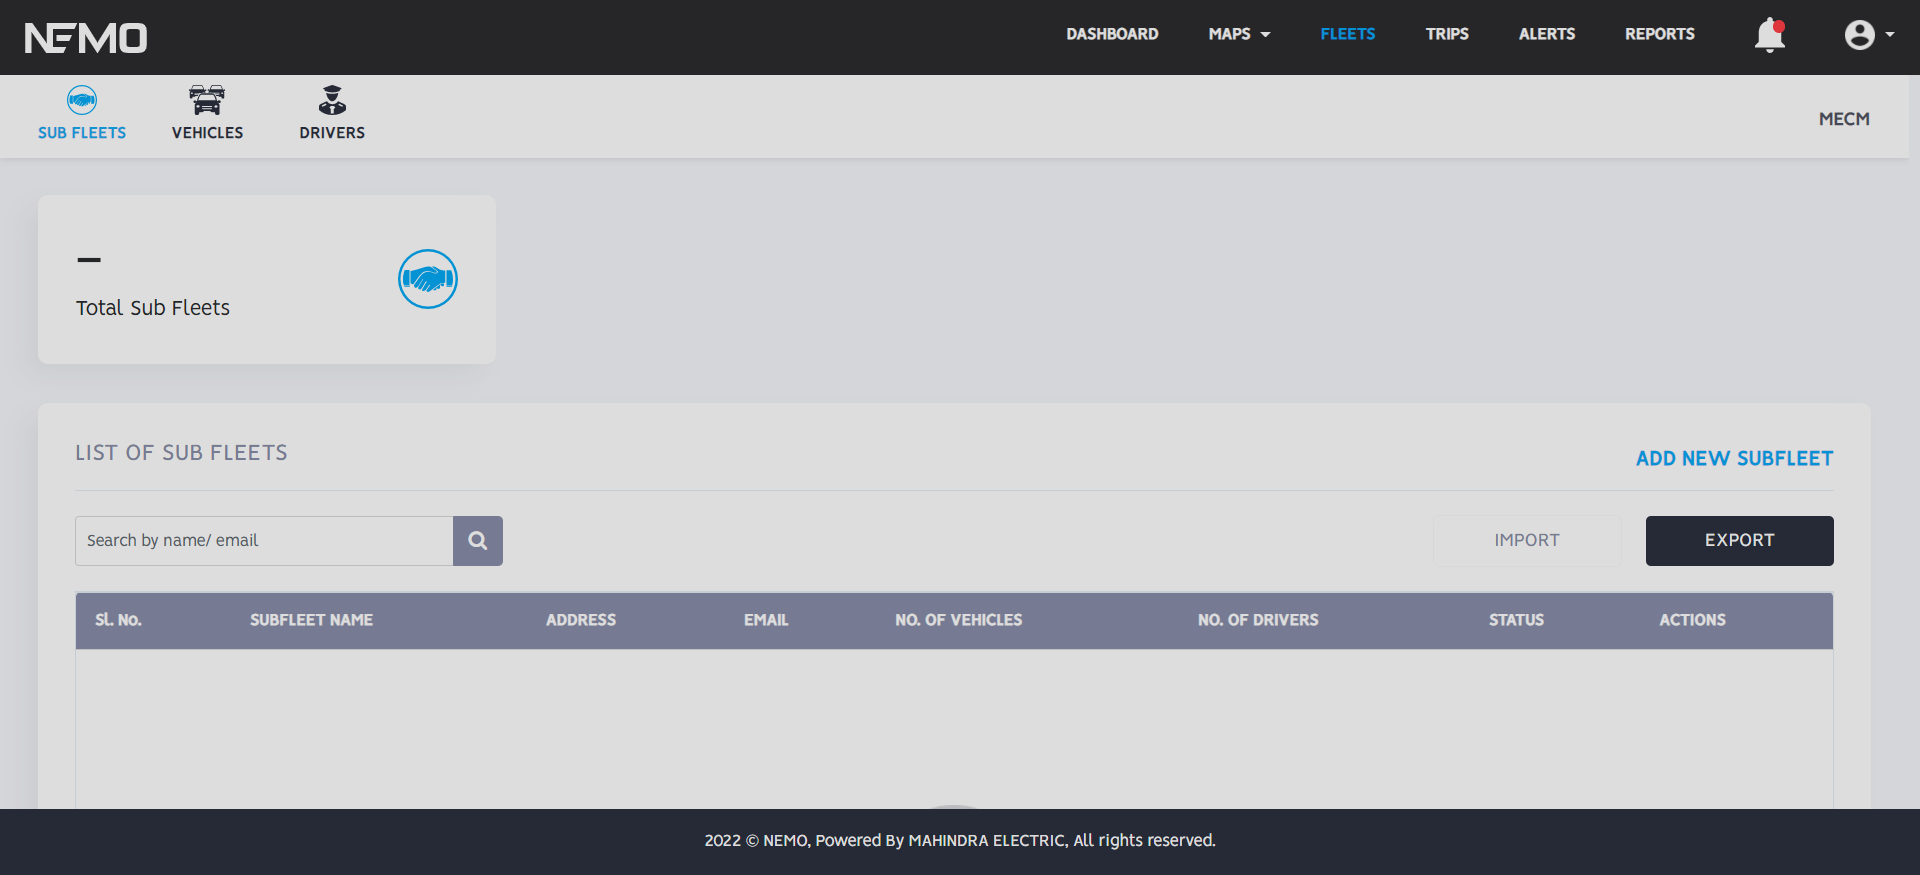 NEMO
DASHBOARD
MAPS
FLEETS
TRIPS
ALERTS
REPORTS
SUB FLEETS
VEHICLES
DRIVERS
MECM
–
Total Sub Fleets
LIST OF SUB FLEETS
ADD NEW SUBFLEET
Search by name/ email
IMPORT
EXPORT
Sl. No.
SUBFLEET NAME
ADDRESS
EMAIL
NO. OF VEHICLES
NO. OF DRIVERS
STATUS
ACTIONS
2022 © NEMO, Powered By MAHINDRA ELECTRIC, All rights reserved.